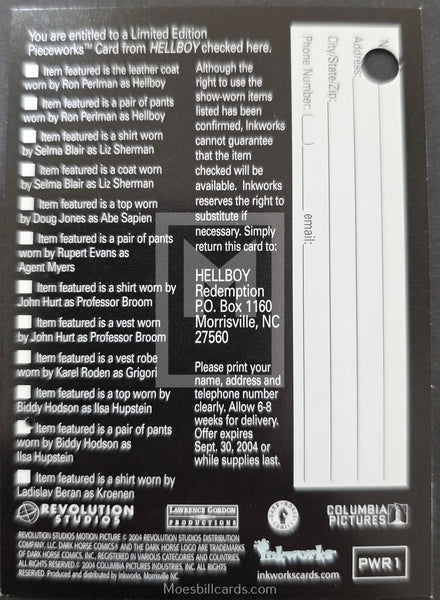 You are entitled to a Limited Edition
Pieceworks™ Card from HELLBOY checked here.
Item featured is the leather coat
worn by Ron Perlman as Hellboy
Item featured is a pair of pants
worn by Ron Perlman as Hellboy
Item featured is a shirt worn
by Selma Blair as Liz Sherman
Item featured is a coat worn
by Selma Blair as Liz Sherman
Item featured is a top worn
by Doug Jones as Abe Sapien
Item featured is a pair of pants
worn by Rupert Evans as
Agent Myers
Item featured is a shirt worn by
John Hurt as Professor Broom
Item featured is a vest worn
by John Hurt as Professor Broom
Item featured is a vest robe
worn by Karel Roden as Grigori
Item featured is a top worn by
Biddy Hodson as Ilsa Hupstein
Item featured is a pair of pants
worn by Biddy Hodson as
Ilsa Hupstein
Item featured is a shirt worn by
Ladislav Beran as Kroenen
Although the
right to use the
show-worn items
listed has been
confirmed, Inkworks
cannot guarantee
that the item
checked will be
available. Inkworks
reserves the right to
substitute if
necessary. Simply
return this card to:
HELLBOY
Redemption
P.O. Box 1160
Morrisville, NC
27560
Please print your
name, address and
telephone number
clearly. Allow 6-8
weeks for delivery.
Offer expires
Sept. 30, 2004 or
while supplies last.
Address:
City/State/Zip:
Phone Number: ( ) email:
REVOLUTION
STUDIOS
LAWRENCE GORDON
PRODUCTIONS
COLUMBIA
PICTURES
REVOLUTION STUDIOS MOTION PICTURE © 2004 REVOLUTION STUDIOS DISTRIBUTION
COMPANY, LLC. DARK HORSE COMICS® AND THE DARK HORSE LOGO ARE TRADEMARKS
OF DARK HORSE COMICS, INC., REGISTERED IN VARIOUS CATEGORIES AND COUNTRIES.
ALL RIGHTS RESERVED. © 2004 COLUMBIA PICTURES INDUSTRIES, INC. ALL RIGHTS
RESERVED. Produced and distributed by Inkworks, Morrisville, NC.
inkworks
inkworkscards.com
PWR1
Moesbillcards.com